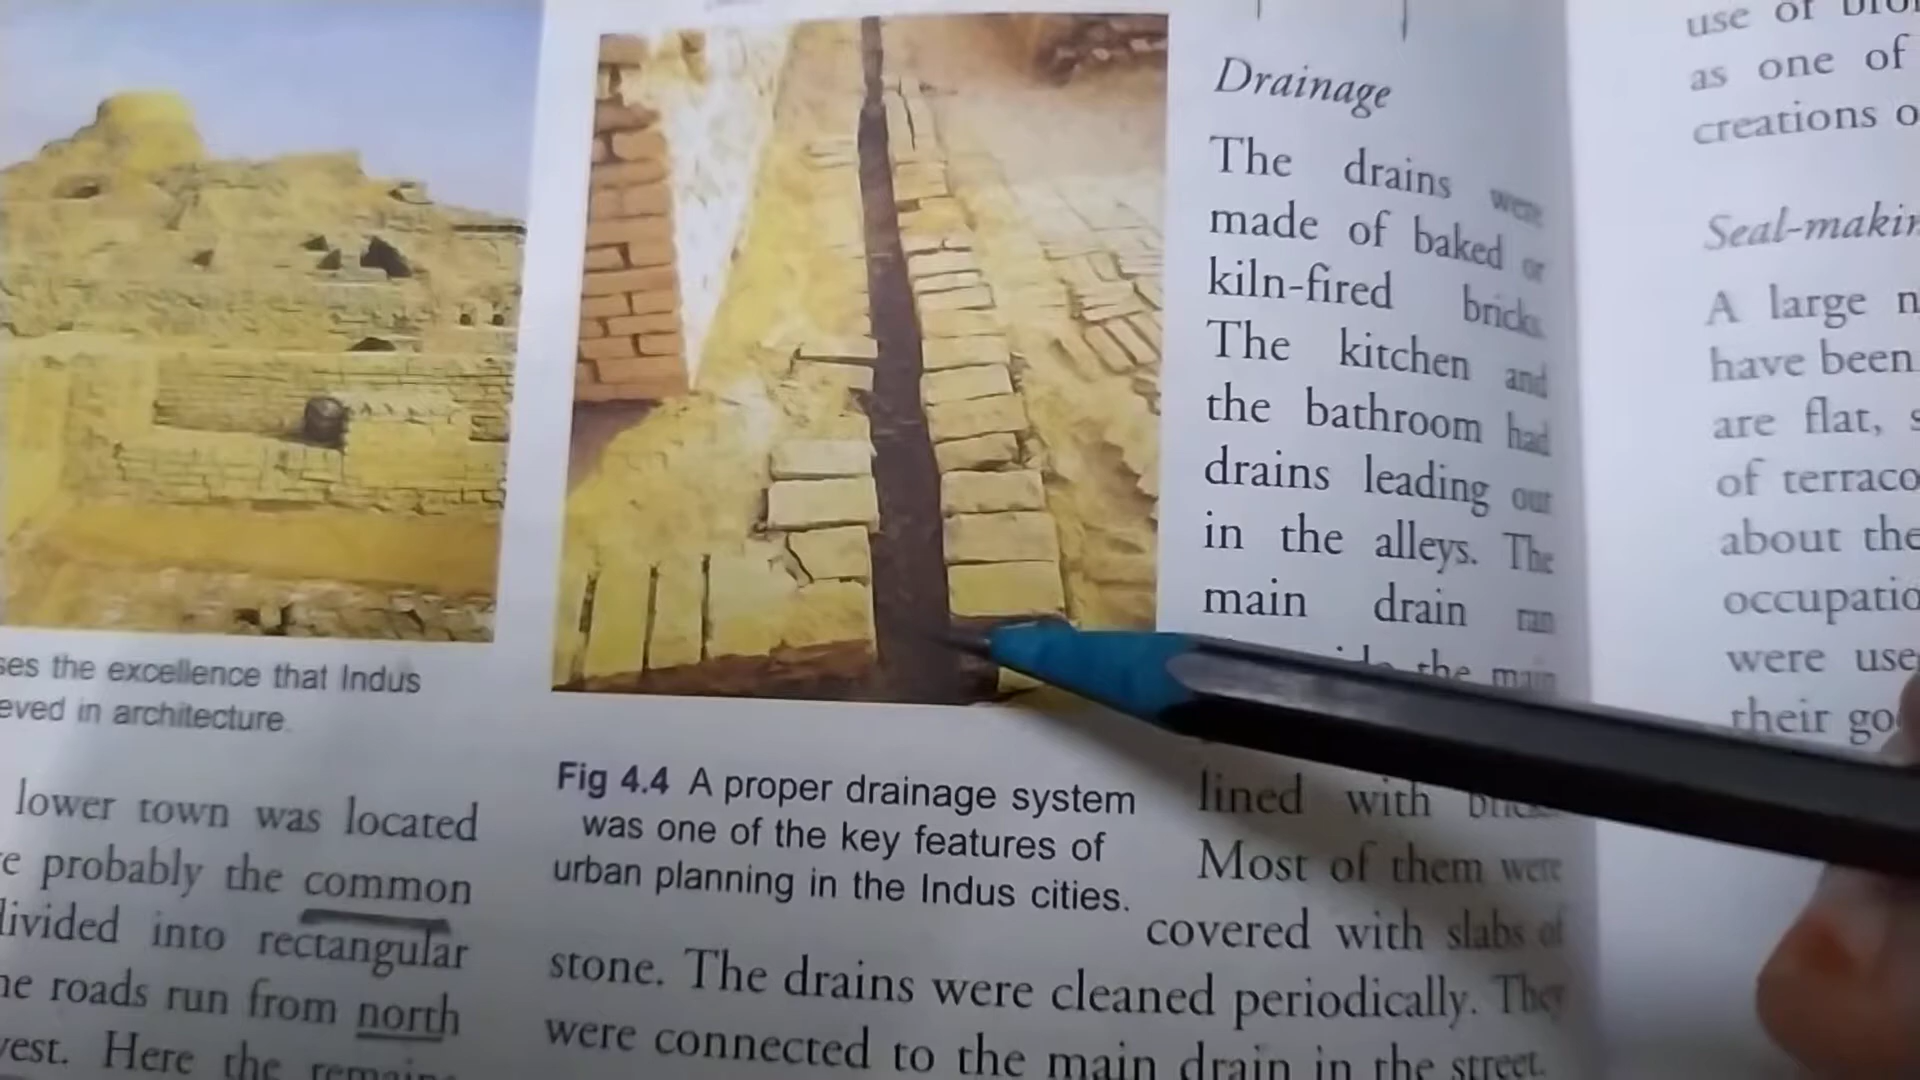 ses the excellence that Indus
eved in architecture.
lower town was located
e probably the common
divided into rectangular
he roads run from north
vest. Here the remains
Fig 4.4 A proper drainage system
was one of the key features of
urban planning in the Indus cities.
Drainage
The drains were
made of baked or
kiln-fired bricks.
The kitchen and
the bathroom had
drains leading out
in the alleys. The
main drain ran
the main
lined with
Most of them were
covered with slabs of
stone. The drains were cleaned periodically. They
were connected to the main drain in the street.
use of
as one of
creations o
Seal-makin
A large n
have been
are flat, s
of terraco
about the
occupatio
were use
their go